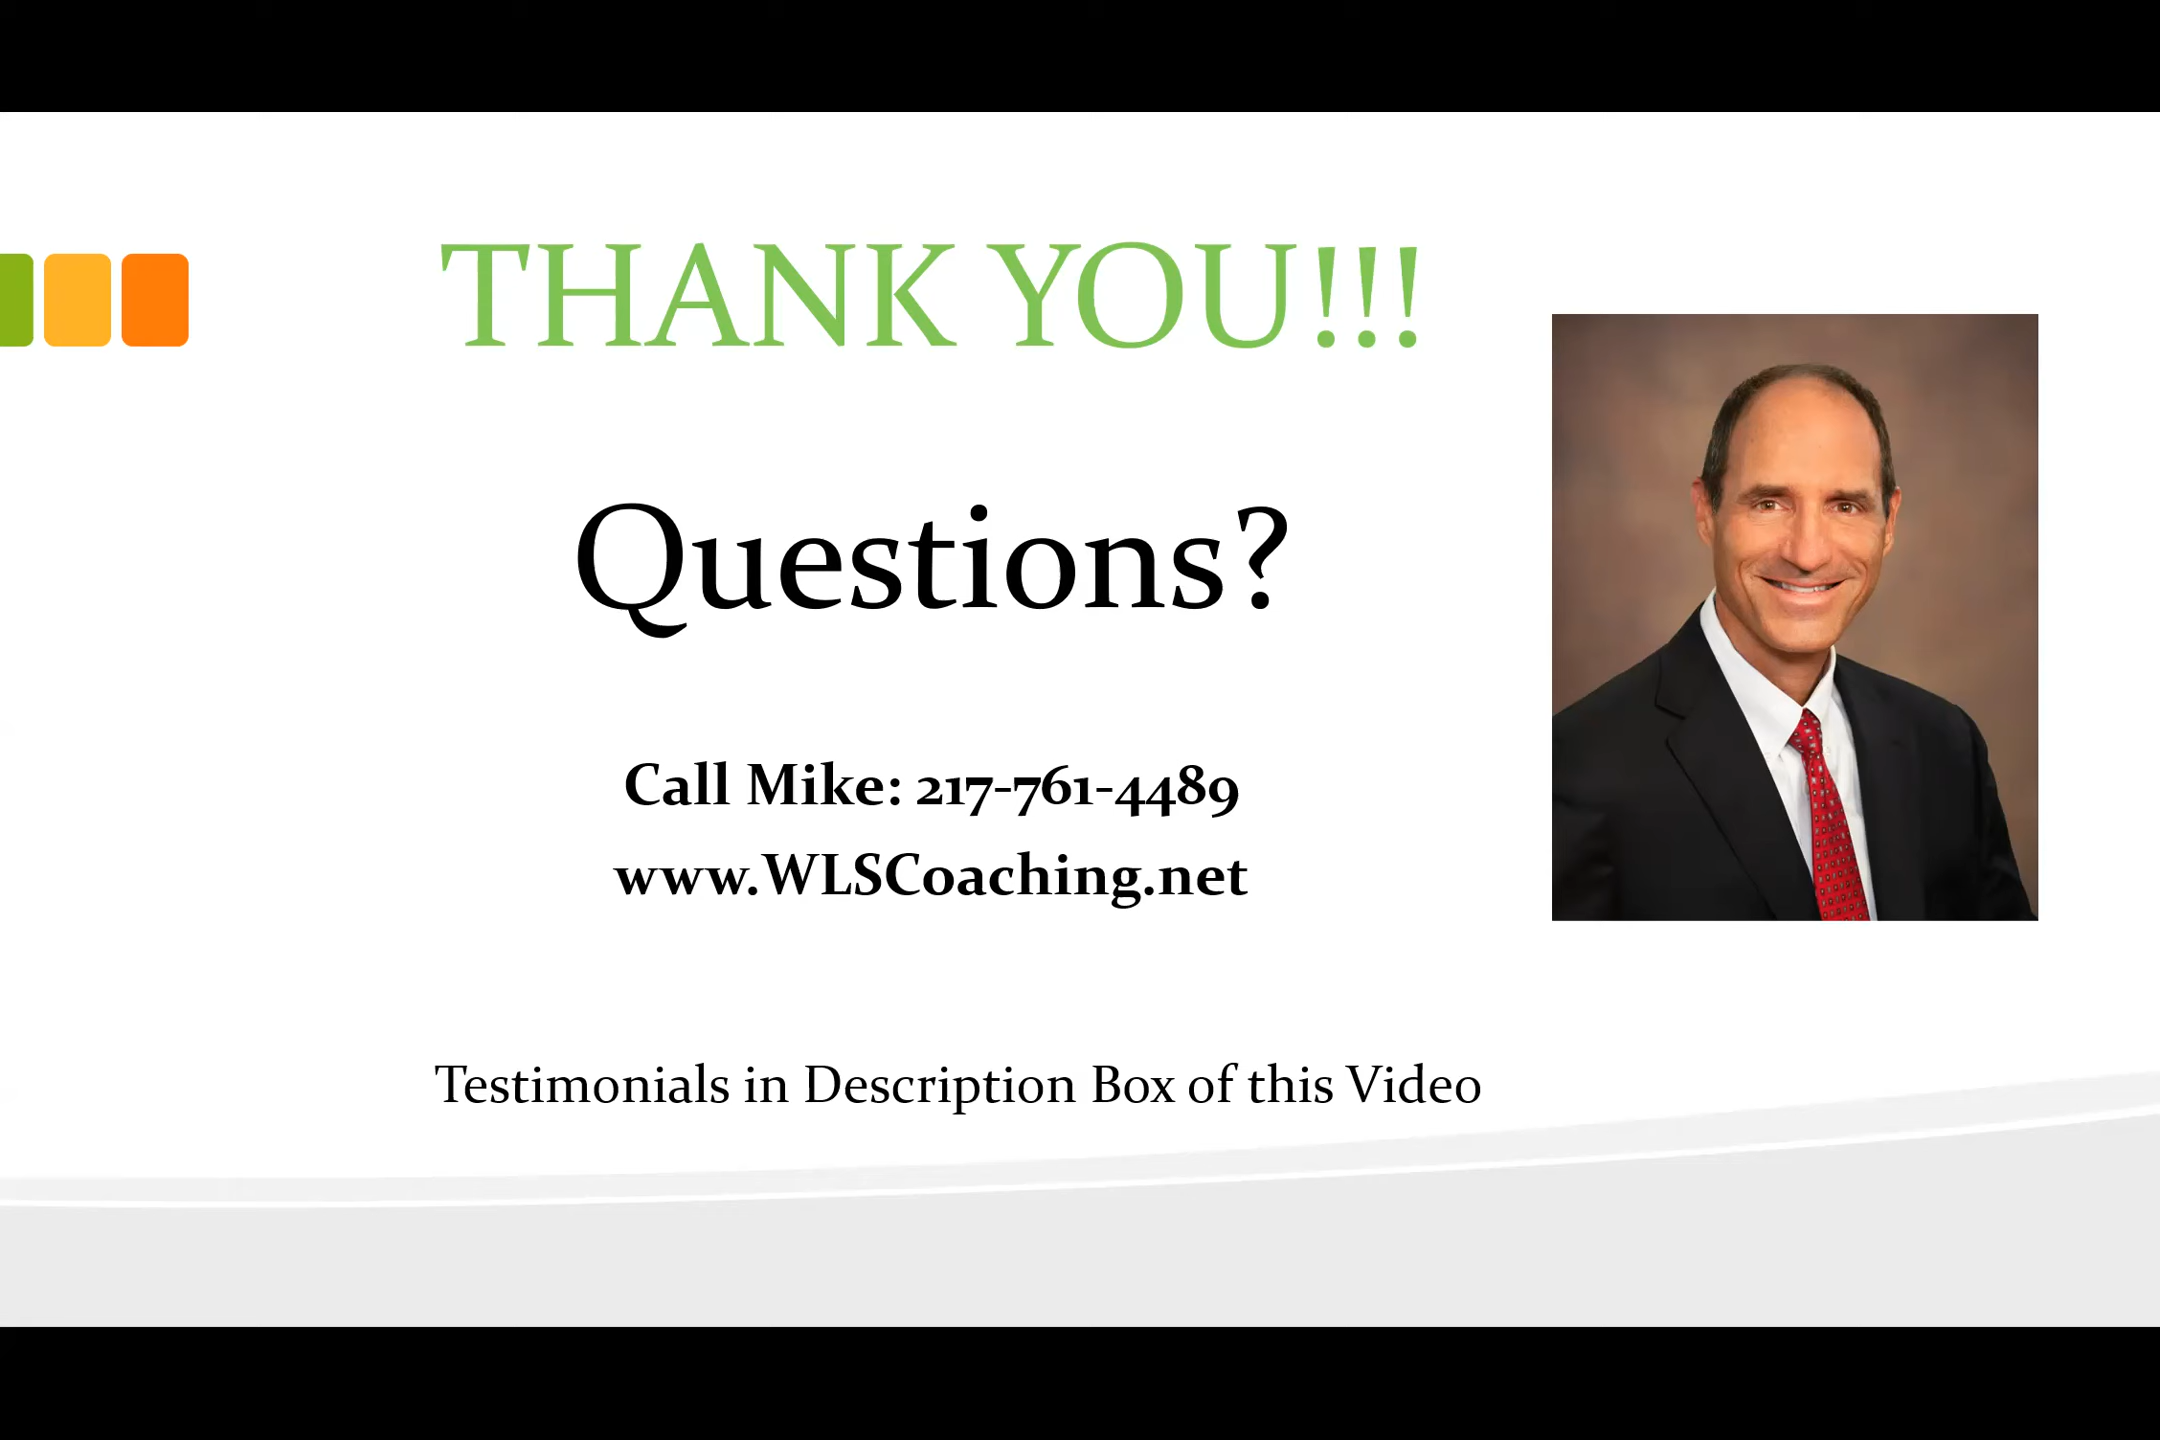 THANK YOU!!!
Questions?
Call Mike: 217-761-4489
www.WLSCoaching.net
Testimonials in Description Box of this Video